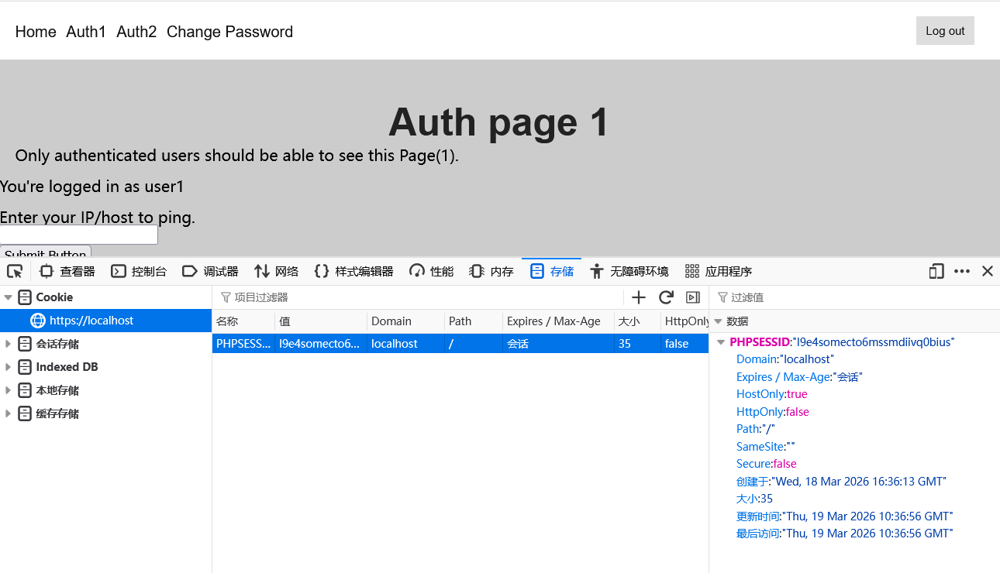 Home Auth1 Auth2 Change Password Log out
Auth page 1
Only authenticated users should be able to see this Page(1).
You're logged in as user1
Enter your IP/host to ping.
Submit Button
查看器 控制台 调试器 网络 样式编辑器 性能 内存 存储 无障碍环境 应用程序
Cookie
https://localhost
会话存储
Indexed DB
本地存储
缓存存储
项目过滤器
名称 值 Domain Path Expires / Max-Age 大小 HttpOnly
PHPSESS... l9e4somecto6... localhost / 会话 35 false
过滤值
数据
PHPSESSID:"l9e4somecto6mssmdiivq0bius"
Domain:"localhost"
Expires / Max-Age:"会话"
HostOnly:true
HttpOnly:false
Path:"/"
SameSite:""
Secure:false
创建于:"Wed, 18 Mar 2026 16:36:13 GMT"
大小:35
更新时间:"Thu, 19 Mar 2026 10:36:56 GMT"
最后访问:"Thu, 19 Mar 2026 10:36:56 GMT"